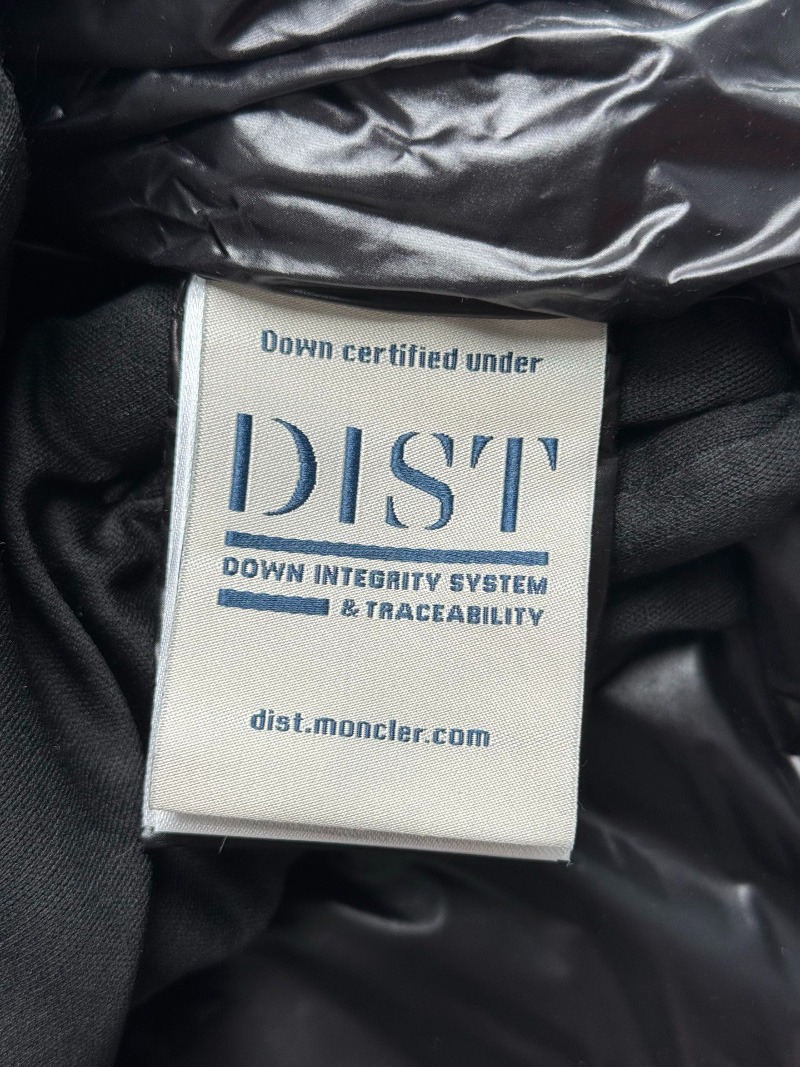 Down certified under
DIST
DOWN INTEGRITY SYSTEM
& TRACEABILITY
dist.moncler.com